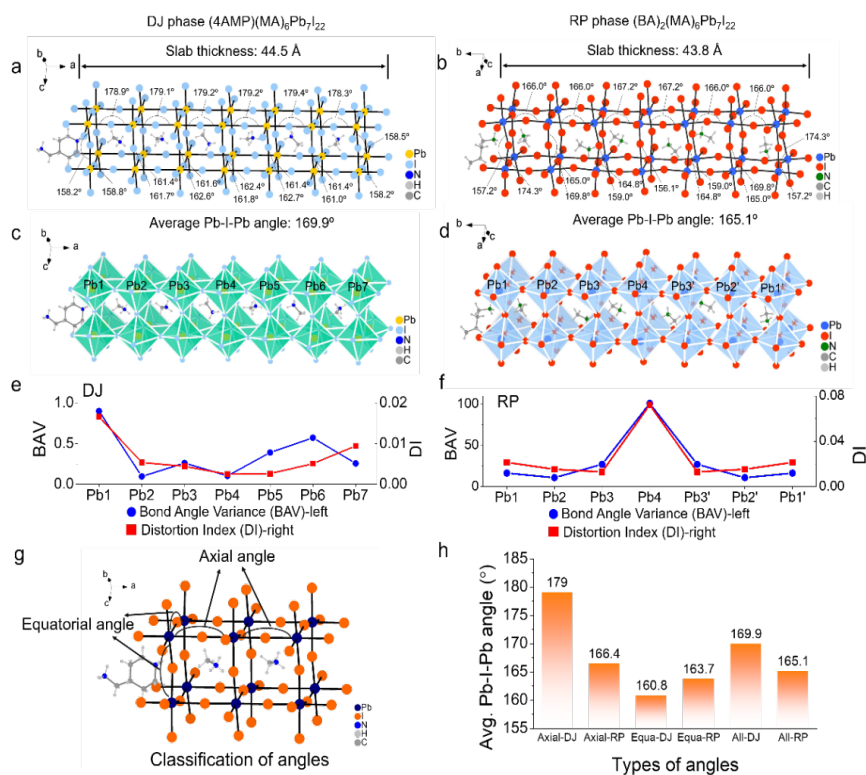 DJ phase (4AMP)(MA)₆Pb₇I₂₂
RP phase (BA)₂(MA)₆Pb₇I₂₂
a
b
c
a
Slab thickness: 44.5 Å
178.9° 179.1° 179.2° 179.2° 179.4° 178.3°
158.5°
158.2° 158.8° 161.4° 161.7° 161.6° 162.6° 162.4° 161.8° 161.4° 162.7° 161.4° 161.0° 158.2°
Pb
I
N
H
C
b
b
c
a
Slab thickness: 43.8 Å
166.0° 166.0° 167.2° 167.2° 166.0° 166.0°
174.3°
157.2° 174.3° 165.0° 169.8° 159.0° 164.8° 156.1° 159.0° 164.8° 169.8° 165.0° 157.2°
Pb
I
N
H
C
c
b
c
a
Average Pb-I-Pb angle: 169.9°
Pb1 Pb2 Pb3 Pb4 Pb5 Pb6 Pb7
Pb
I
N
H
C
d
b
c
a
Average Pb-I-Pb angle: 165.1°
Pb1 Pb2 Pb3 Pb4 Pb3' Pb2' Pb1'
Pb
I
N
C
H
e
DJ
1.0
0.5
0.0
BAV
0.02
0.01
0.00
DI
Pb1 Pb2 Pb3 Pb4 Pb5 Pb6 Pb7
Bond Angle Variance (BAV)-left
Distortion Index (DI)-right
f
RP
100
50
0
BAV
0.08
0.04
0.00
DI
Pb1 Pb2 Pb3 Pb4 Pb3' Pb2' Pb1'
Bond Angle Variance (BAV)-left
Distortion Index (DI)-right
g
b
c
a
Axial angle
Equatorial angle
Pb
I
N
H
C
Classification of angles
h
Avg. Pb-I-Pb angle (°)
185
180
175
170
165
160
155
179
166.4
160.8
163.7
169.9
165.1
Axial-DJ Axial-RP Equa-DJ Equa-RP All-DJ All-RP
Types of angles